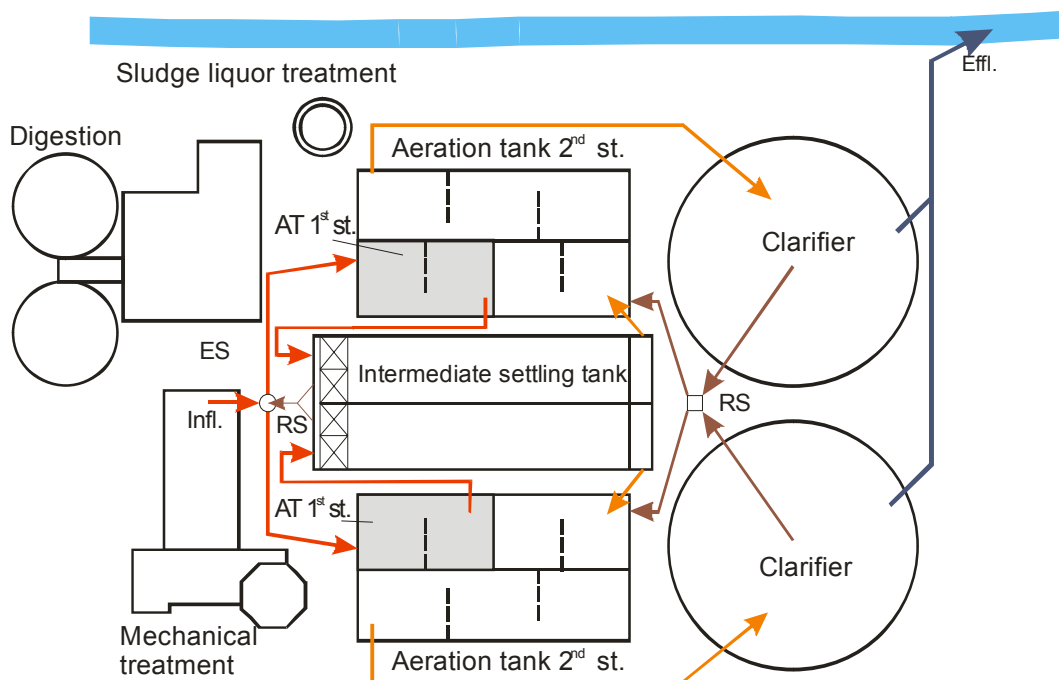 Effl.
Sludge liquor treatment
Digestion
Aeration tank 2nd st.
AT 1st st.
Clarifier
ES
Intermediate settling tank
Infl.
RS
RS
AT 1st st.
Clarifier
Mechanical
treatment
Aeration tank 2nd st.